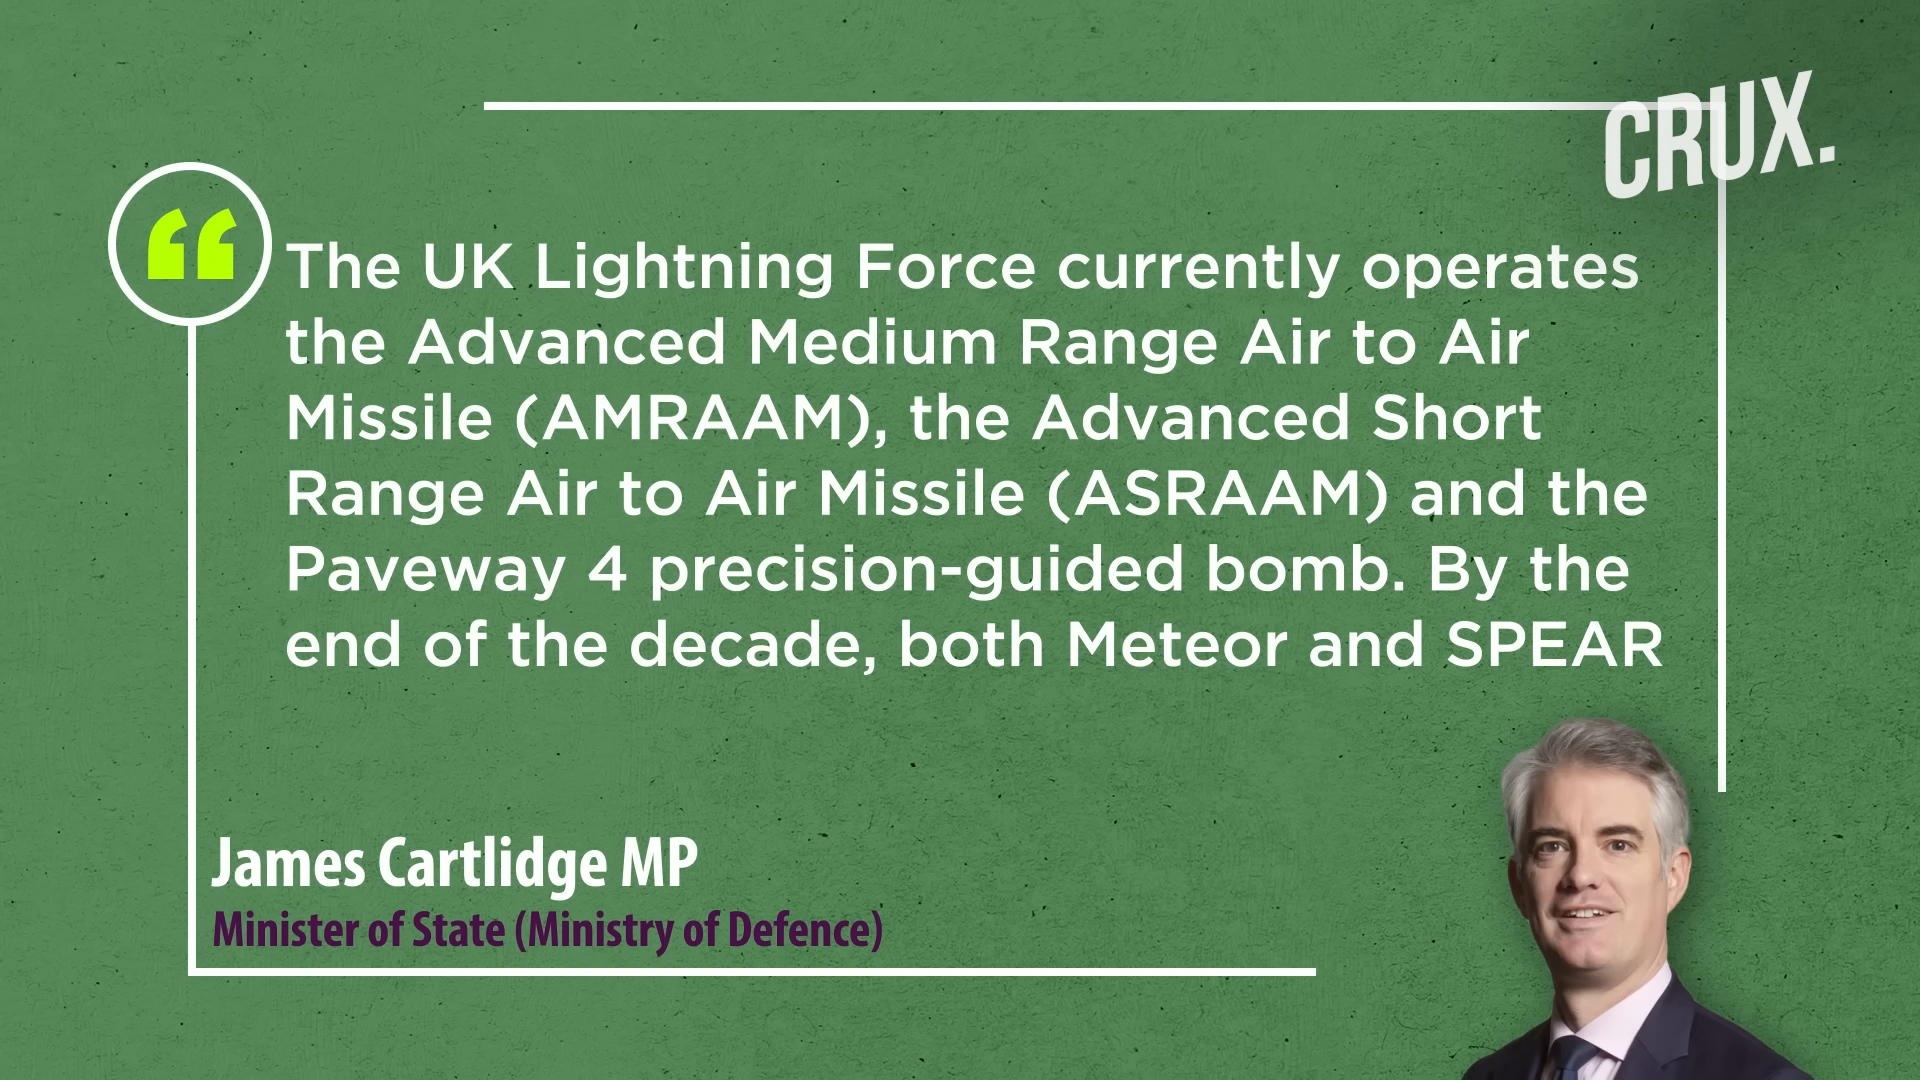 CRUX.
“
The UK Lightning Force currently operates
the Advanced Medium Range Air to Air
Missile (AMRAAM), the Advanced Short
Range Air to Air Missile (ASRAAM) and the
Paveway 4 precision-guided bomb. By the
end of the decade, both Meteor and SPEAR
James Cartlidge MP
Minister of State (Ministry of Defence)